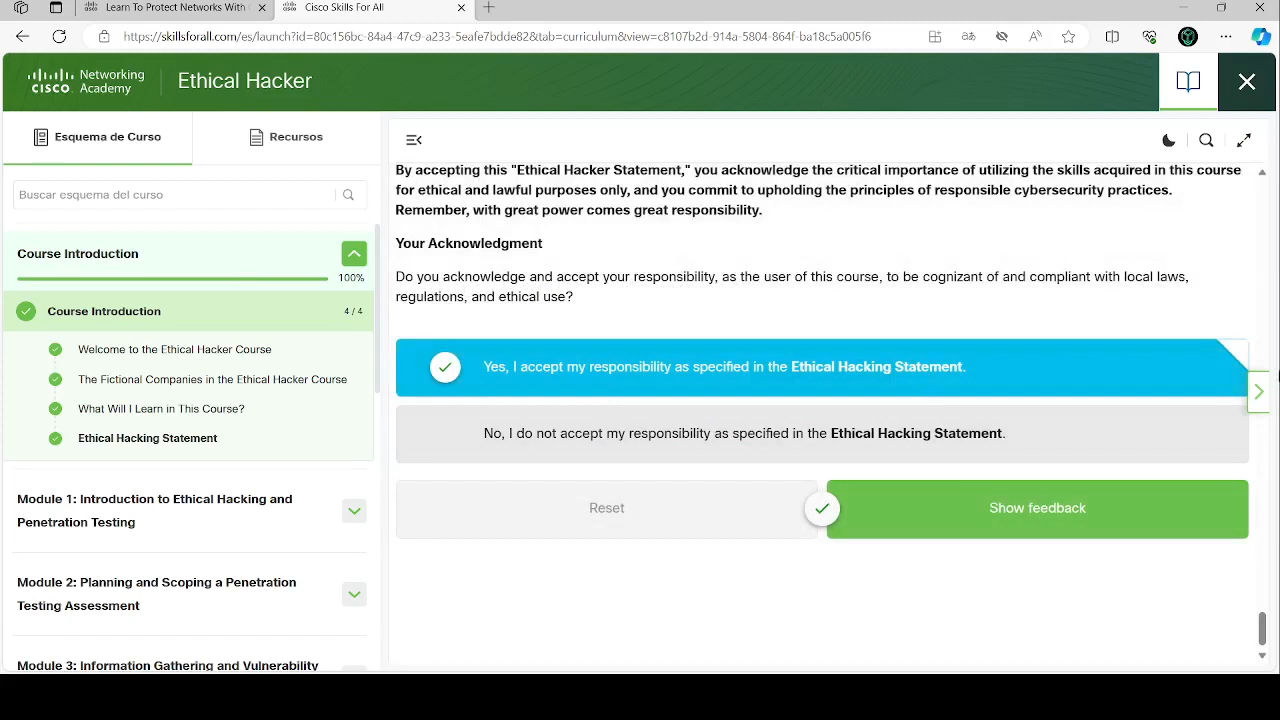 Learn To Protect Networks With
Cisco Skills For All
https://skillsforall.com/es/launch?id=80c156bc-84a4-47c9-a233-5eafe7bdde82&tab=curriculum&view=c8107b2d-914a-5804-864f-ba18c5a005f6
CISCO Networking Academy
Ethical Hacker
Esquema de Curso
Recursos
Buscar esquema del curso
Course Introduction
100%
Course Introduction
4 / 4
Welcome to the Ethical Hacker Course
The Fictional Companies in the Ethical Hacker Course
What Will I Learn in This Course?
Ethical Hacking Statement
Module 1: Introduction to Ethical Hacking and
Penetration Testing
Module 2: Planning and Scoping a Penetration
Testing Assessment
Module 3: Information Gathering and Vulnerability
By accepting this "Ethical Hacker Statement," you acknowledge the critical importance of utilizing the skills acquired in this course
for ethical and lawful purposes only, and you commit to upholding the principles of responsible cybersecurity practices.
Remember, with great power comes great responsibility.
Your Acknowledgment
Do you acknowledge and accept your responsibility, as the user of this course, to be cognizant of and compliant with local laws,
regulations, and ethical use?
Yes, I accept my responsibility as specified in the Ethical Hacking Statement.
No, I do not accept my responsibility as specified in the Ethical Hacking Statement.
Reset
Show feedback